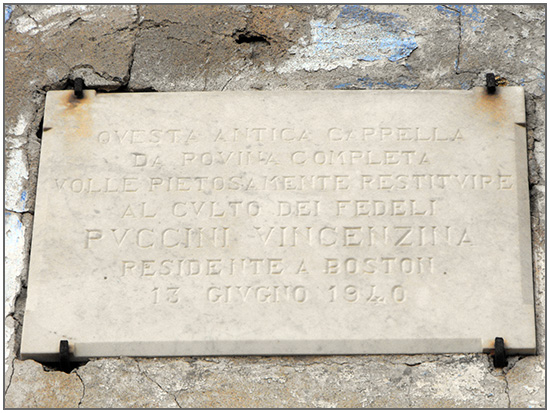 QVESTA ANTICA CAPPELLA
DA ROVINA COMPLETA
VOLLE PIETOSAMENTE RESTITVIRE
AL CVLTO DEI FEDELI
PVCCINI VINCENZINA
RESIDENTE A BOSTON
13 GIVGNO 1940